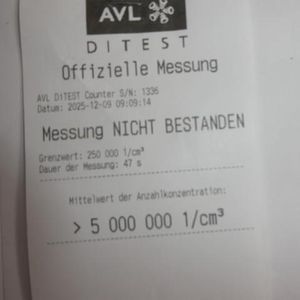 AVL
DiTEST
Offizielle Messung
AVL DiTEST Counter S/N: 1336
Datum: 2025-12-09 09:09:14
Messung NICHT BESTANDEN
Grenzwert: 250 000 1/cm³
Dauer der Messung: 47 s
Mittelwert der Anzahlkonzentration:
> 5 000 000 1/cm³